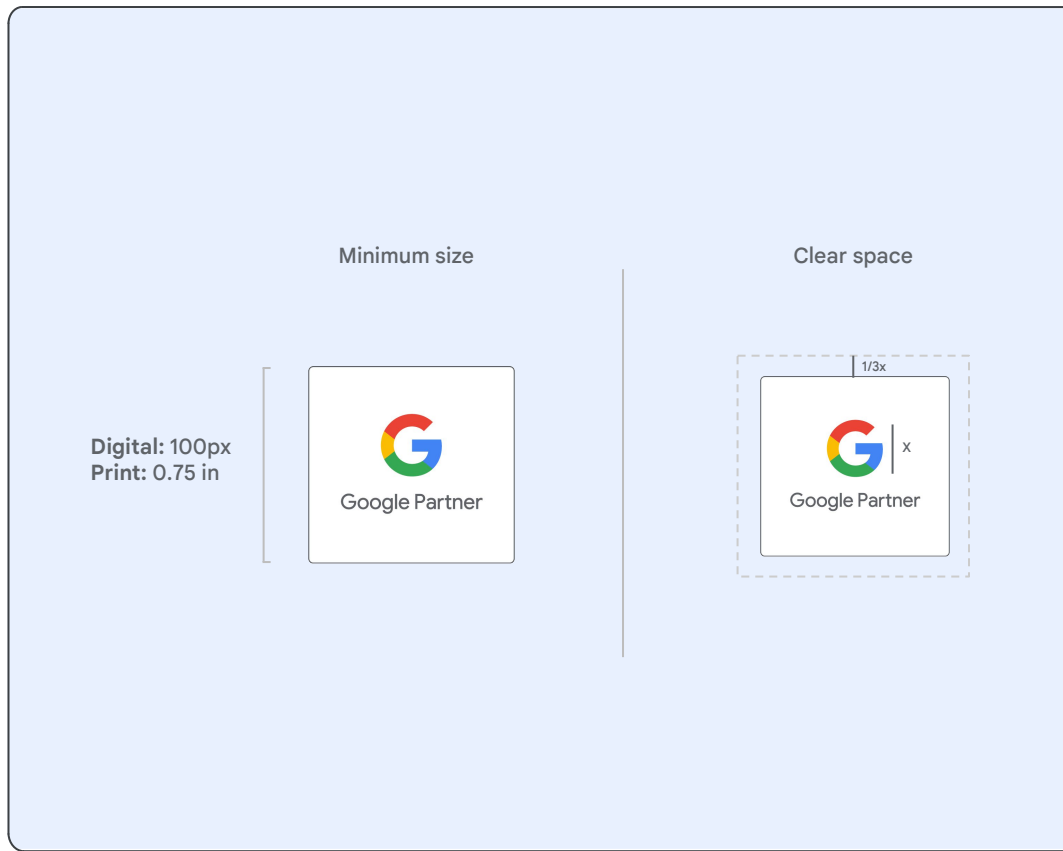 Minimum size
Digital: 100px
Print: 0.75 in
Google Partner
Clear space
1/3x
x
Google Partner